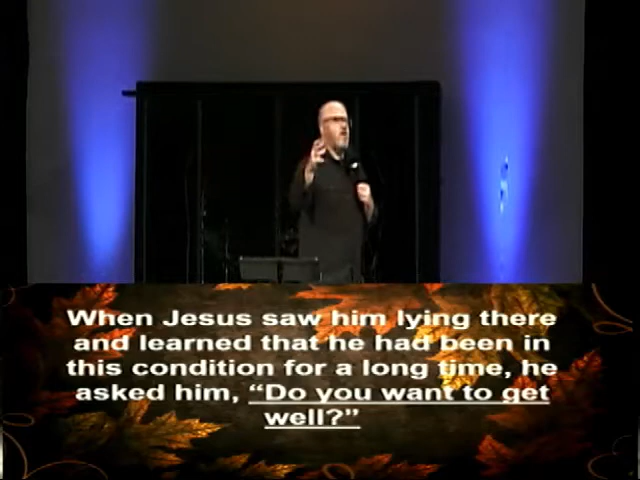 When Jesus saw him lying there
and learned that he had been in
this condition for a long time, he
asked him, “Do you want to get
well?”